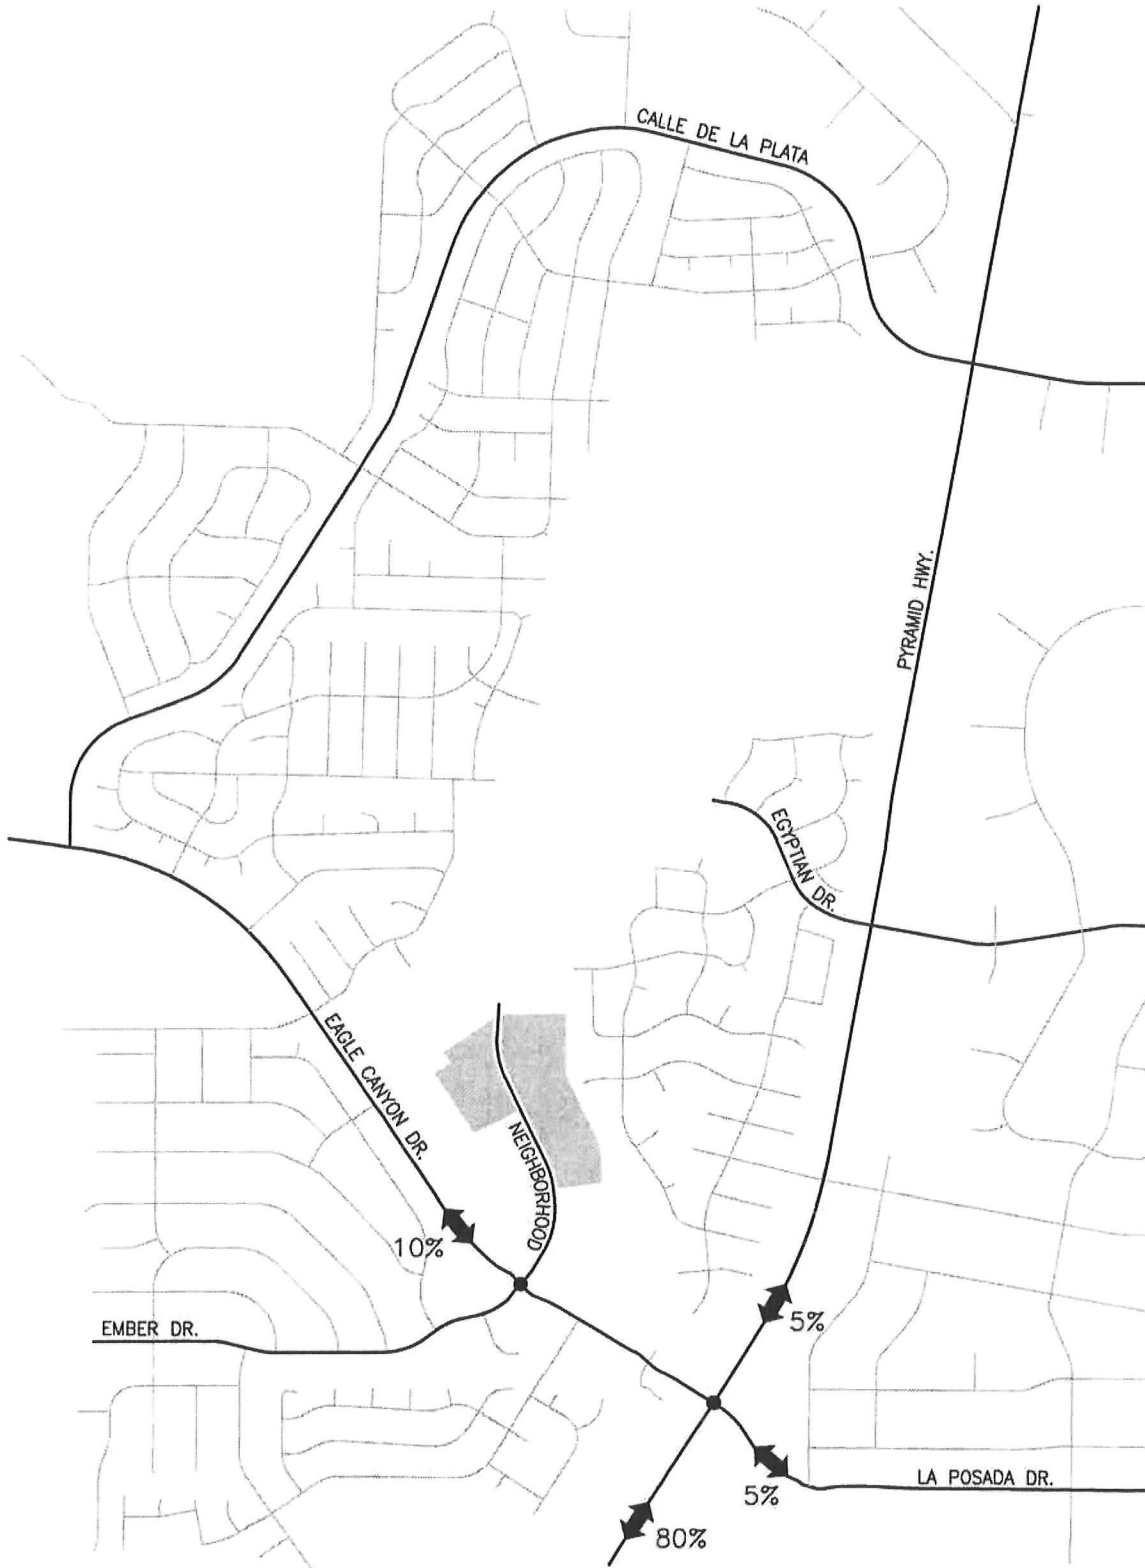 CALLE DE LA PLATA
PYRAMID HWY.
EGYPTIAN DR.
EAGLE CANYON DR.
NEIGHBORHOOD
10%
EMBER DR.
5%
LA POSADA DR.
5%
80%